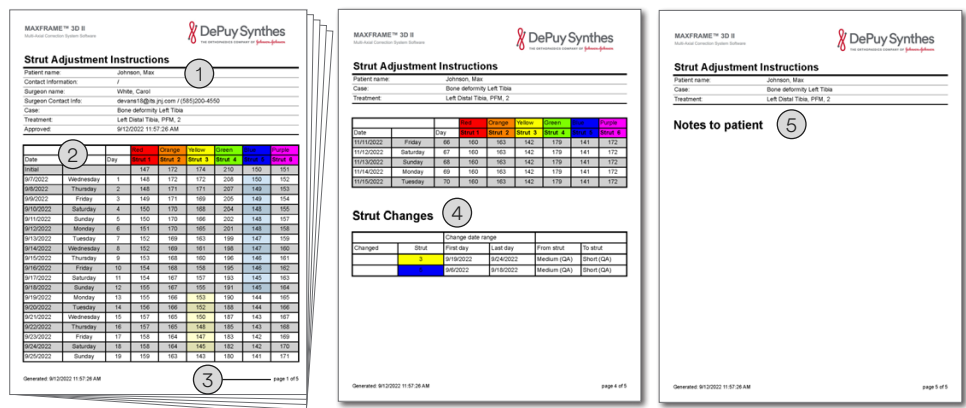 MAXFRAME™ 3D II
Multi-Axial Correction System Software
DePuy Synthes
THE ORTHOPAEDICS COMPANY OF Johnson & Johnson
Strut Adjustment Instructions
1
Patient name: Johnson, Max
Contact Information: /
Surgeon name: White, Carol
Surgeon Contact Info: devans18@its.jnj.com / (585)200-4550
Case: Bone deformity Left Tibia
Treatment: Left Distal Tibia, PFM, 2
Approved: 9/12/2022 11:57:26 AM
2
Red Orange Yellow Green Purple
Date Day Strut 1 Strut 2 Strut 3 Strut 4 Strut 6
Initial 147 172 174 210 150 151
9/7/2022 Wednesday 1 148 172 172 208 150 152
9/8/2022 Thursday 2 148 171 171 207 149 153
9/9/2022 Friday 3 149 171 169 205 149 154
9/10/2022 Saturday 4 150 170 168 204 148 155
9/11/2022 Sunday 5 150 170 166 202 148 157
9/12/2022 Monday 6 151 170 165 201 148 158
9/13/2022 Tuesday 7 152 169 163 199 147 159
9/14/2022 Wednesday 8 152 169 161 198 147 160
9/15/2022 Thursday 9 153 168 160 196 146 161
9/16/2022 Friday 10 154 168 158 195 146 162
9/17/2022 Saturday 11 154 167 157 193 145 163
9/18/2022 Sunday 12 155 167 155 191 145 164
9/19/2022 Monday 13 155 166 153 190 144 165
9/20/2022 Tuesday 14 156 166 152 188 144 166
9/21/2022 Wednesday 15 157 165 150 187 143 167
9/22/2022 Thursday 16 157 165 148 185 143 168
9/23/2022 Friday 17 158 164 147 183 142 169
9/24/2022 Saturday 18 158 164 145 182 142 170
9/25/2022 Sunday 19 159 163 143 180 141 171
3
Generated: 9/12/2022 11:57:26 AM page 1 of 5
MAXFRAME™ 3D II
Multi-Axial Correction System Software
DePuy Synthes
THE ORTHOPAEDICS COMPANY OF Johnson & Johnson
Strut Adjustment Instructions
Patient name: Johnson, Max
Case: Bone deformity Left Tibia
Treatment: Left Distal Tibia, PFM, 2
Red Orange Yellow Green Purple
Date Day Strut 1 Strut 2 Strut 3 Strut 4 Strut 6
11/11/2022 Friday 66 160 163 142 179 141 172
11/12/2022 Saturday 67 160 163 142 179 141 172
11/13/2022 Sunday 68 160 163 142 179 141 172
11/14/2022 Monday 69 160 163 142 179 141 172
11/15/2022 Tuesday 70 160 163 142 179 141 172
Strut Changes 4
Change date range
Changed Strut First day Last day From strut To strut
3 9/19/2022 9/24/2022 Medium (QA) Short (QA)
9/6/2022 9/18/2022 Medium (QA) Short (QA)
Generated: 9/12/2022 11:57:26 AM page 4 of 5
MAXFRAME™ 3D II
Multi-Axial Correction System Software
DePuy Synthes
THE ORTHOPAEDICS COMPANY OF Johnson & Johnson
Strut Adjustment Instructions
Patient name: Johnson, Max
Case: Bone deformity Left Tibia
Treatment: Left Distal Tibia, PFM, 2
Notes to patient 5
Generated: 9/12/2022 11:57:26 AM page 5 of 5